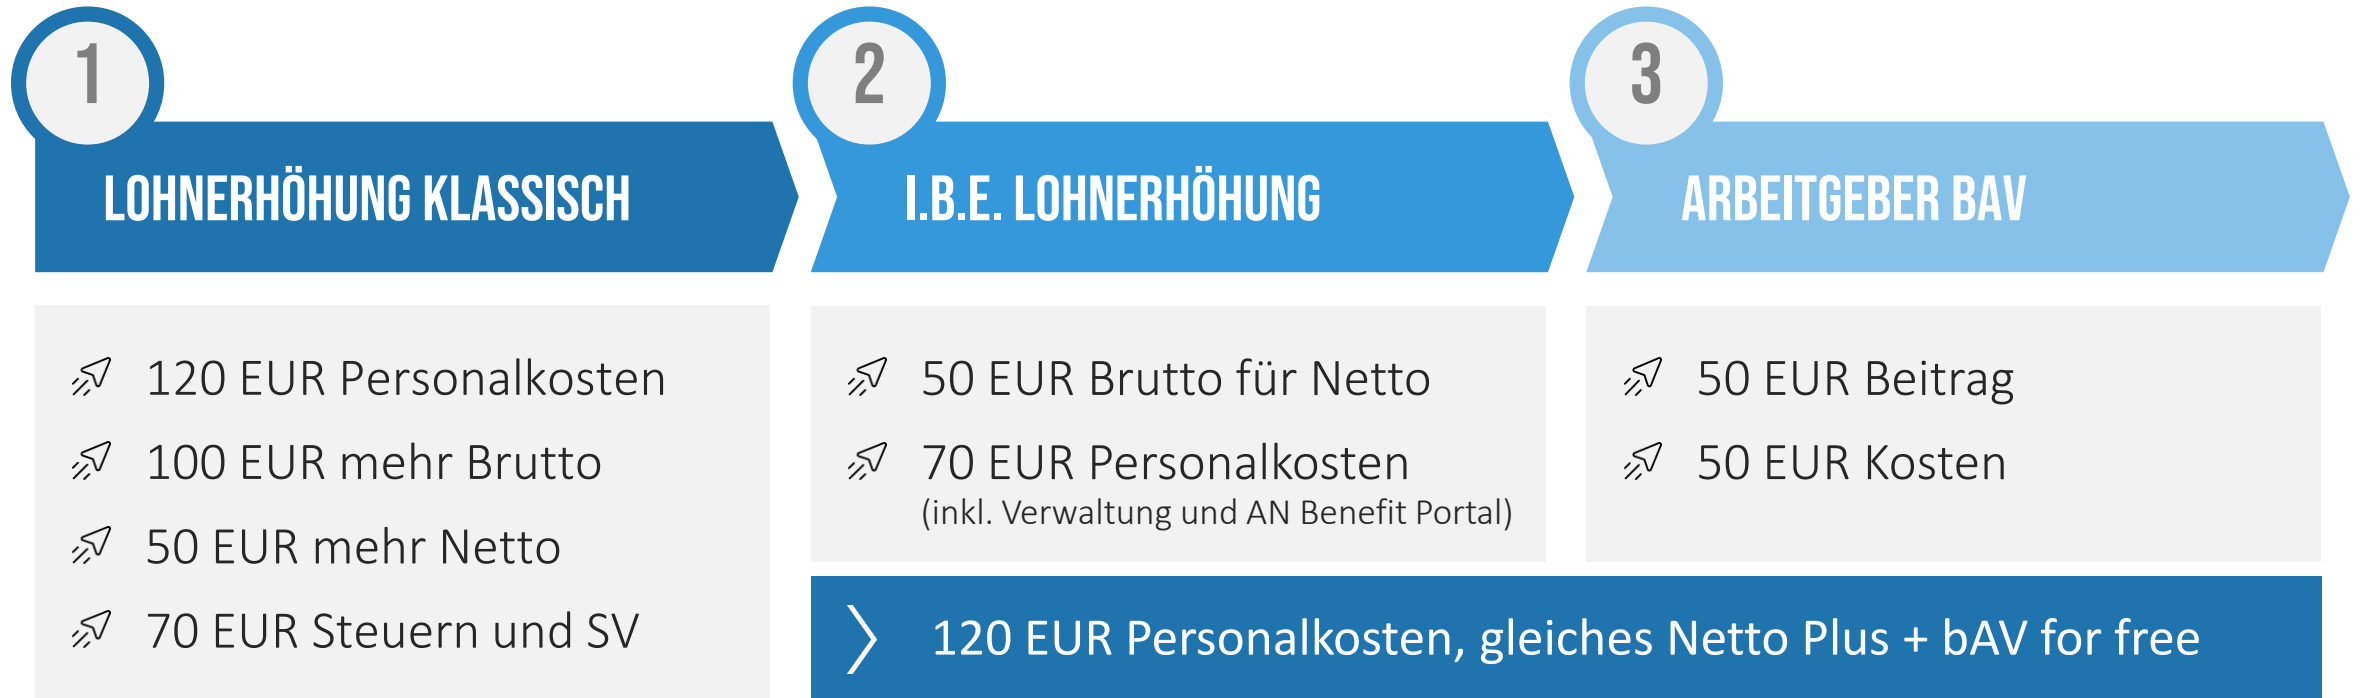 1
LOHNERHÖHUNG KLASSISCH
120 EUR Personalkosten
100 EUR mehr Brutto
50 EUR mehr Netto
70 EUR Steuern und SV
2
I.B.E. LOHNERHÖHUNG
50 EUR Brutto für Netto
70 EUR Personalkosten
(inkl. Verwaltung und AN Benefit Portal)
3
ARBEITGEBER BAV
50 EUR Beitrag
50 EUR Kosten
120 EUR Personalkosten, gleiches Netto Plus + bAV for free